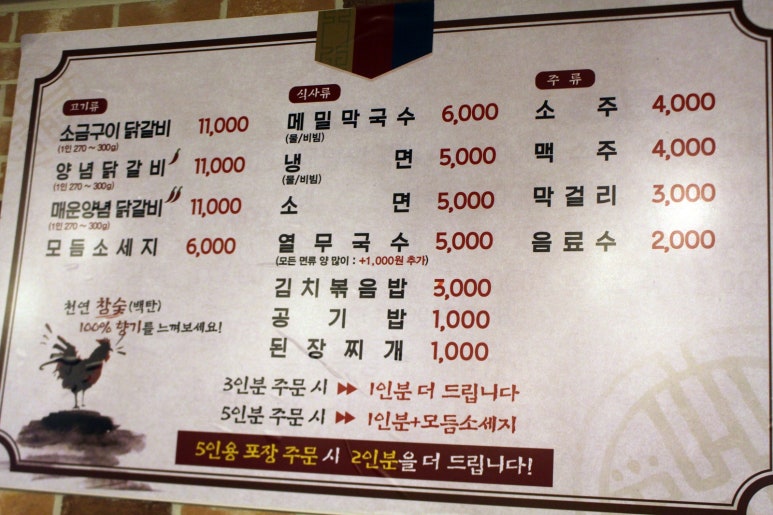 고기류
소금구이 닭갈비 11,000
(1인 270 ~ 300g)
양념닭갈비 11,000
(1인 270 ~ 300g)
매운양념 닭갈비 11,000
(1인 270 ~ 300g)
모듬소세지 6,000
천연 참숯(백탄)
100% 향기를 느껴보세요!
식사류
메밀막국수 6,000
(물/비빔)
냉면 5,000
(물/비빔)
소면 5,000
열무국수 5,000
(모든 면류 양 많이 : +1,000원 추가)
김치볶음밥 3,000
공기밥 1,000
된장찌개 1,000
주류
소주 4,000
맥주 4,000
막걸리 3,000
음료수 2,000
3인분 주문 시 ▶▶ 1인분 더 드립니다
5인분 주문 시 ▶▶ 1인분+모듬소세지
5인용 포장 주문 시 2인분을 더 드립니다!